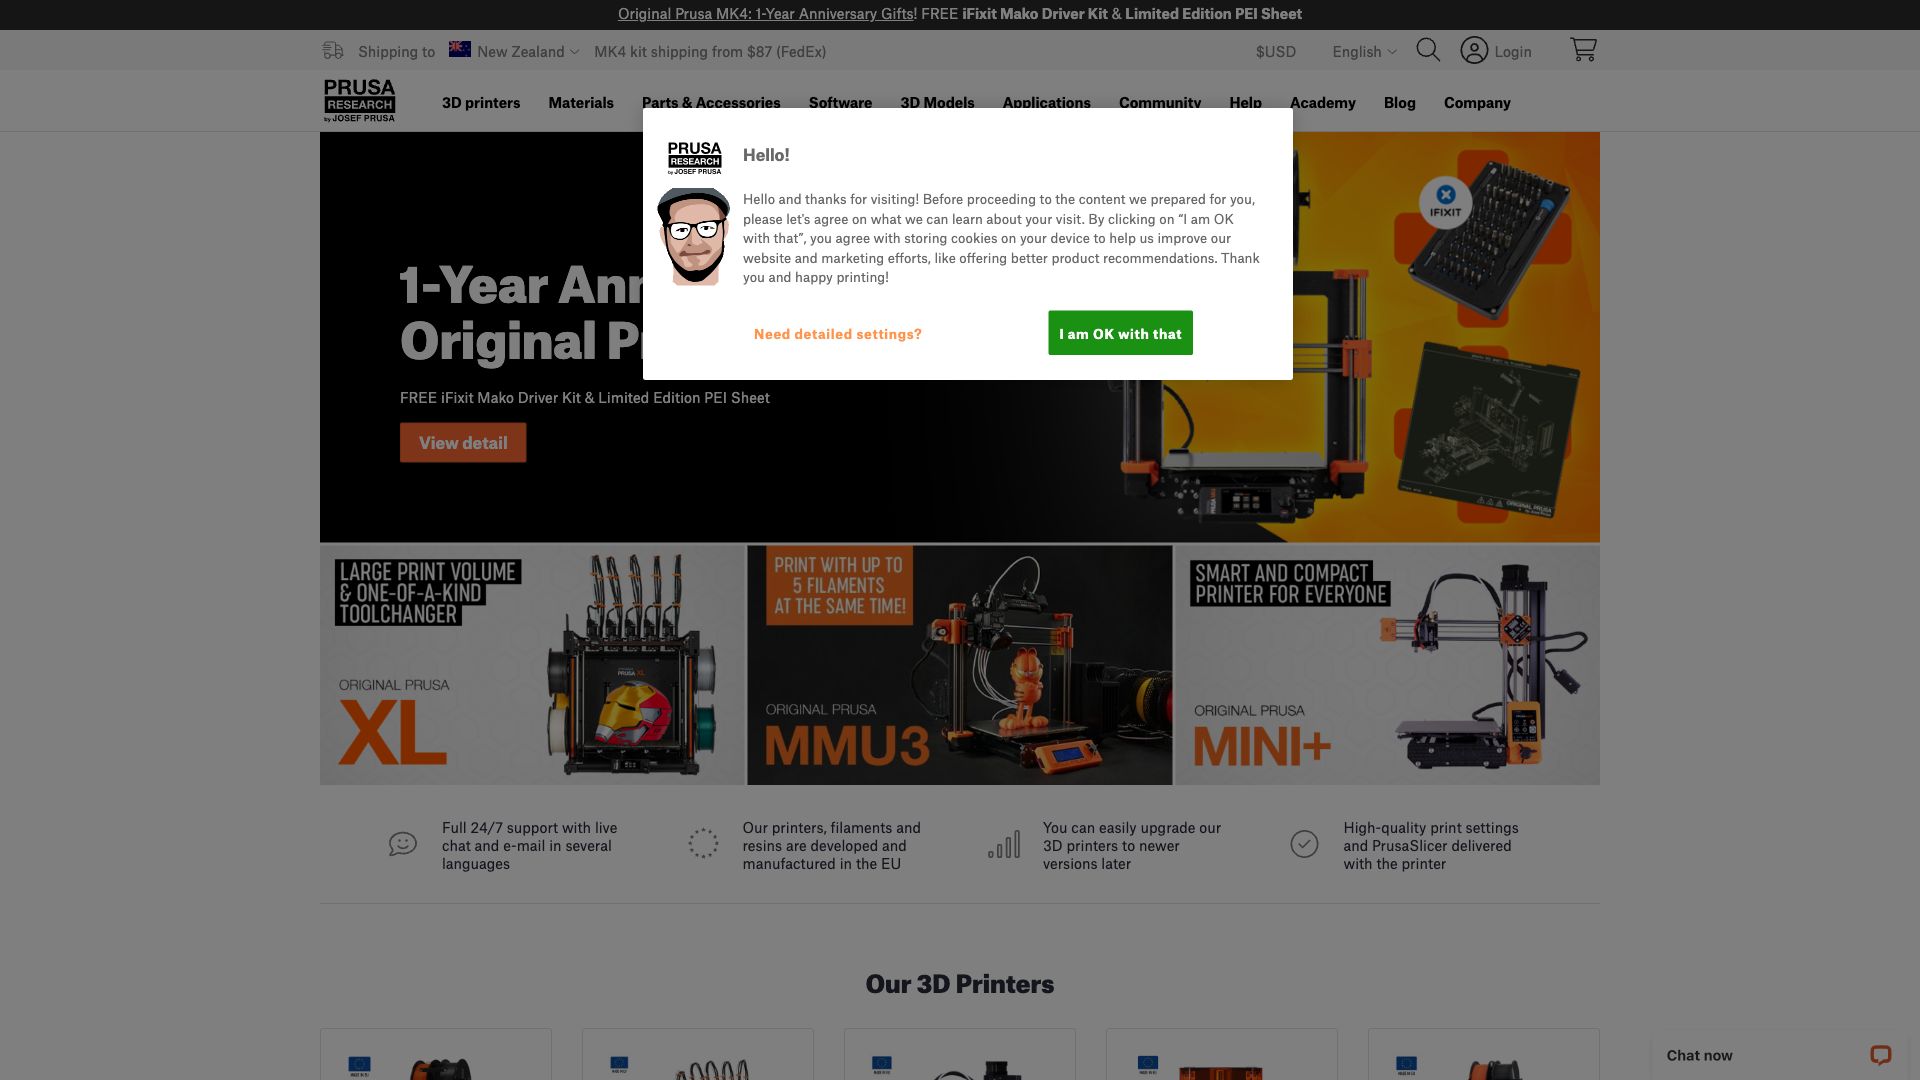 Original Prusa MK4: 1-Year Anniversary Gifts! FREE iFixit Mako Driver Kit & Limited Edition PEI Sheet
Shipping to New Zealand MK4 kit shipping from $87 (FedEx)
$USD English Login
PRUSA
RESEARCH
by JOSEF PRUSA
3D printers Materials Parts & Accessories Software 3D Models Applications Community Help Academy Blog Company
PRUSA
RESEARCH
by JOSEF PRUSA
Hello!
Hello and thanks for visiting! Before proceeding to the content we prepared for you,
please let's agree on what we can learn about your visit. By clicking on “I am OK
with that”, you agree with storing cookies on your device to help us improve our
website and marketing efforts, like offering better product recommendations. Thank
you and happy printing!
Need detailed settings?
I am OK with that
IFIXIT
1-Year Ann
Original P
FREE iFixit Mako Driver Kit & Limited Edition PEI Sheet
View detail
LARGE PRINT VOLUME
& ONE-OF-A-KIND
TOOLCHANGER
ORIGINAL PRUSA
XL
PRINT WITH UP TO
5 FILAMENTS
AT THE SAME TIME!
ORIGINAL PRUSA
MMU3
SMART AND COMPACT
PRINTER FOR EVERYONE
ORIGINAL PRUSA
MINI+
Full 24/7 support with live
chat and e-mail in several
languages
Our printers, filaments and
resins are developed and
manufactured in the EU
You can easily upgrade our
3D printers to newer
versions later
High-quality print settings
and PrusaSlicer delivered
with the printer
Our 3D Printers
Chat now